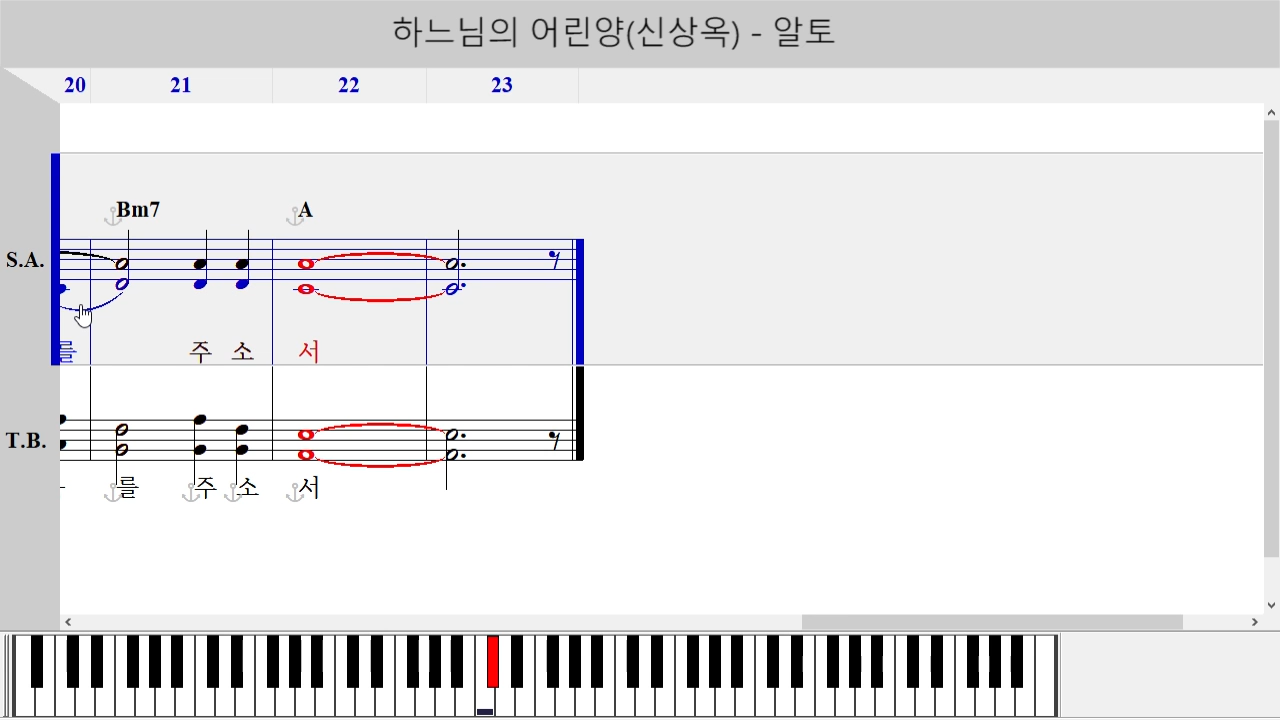 하느님의 어린양(신상옥) - 알토
20 21 22 23
Bm7 A
S.A.
를 주 소 서
T.B.
- 를 주 소 서